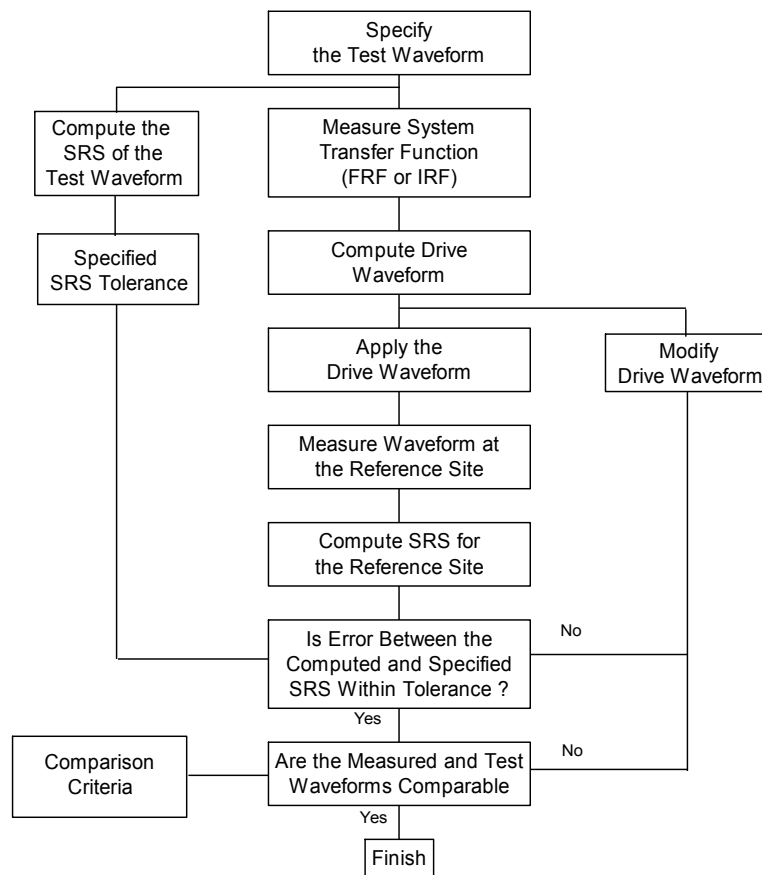 Specify
the Test Waveform
Compute the
SRS of the
Test Waveform
Measure System
Transfer Function
(FRF or IRF)
Specified
SRS Tolerance
Compute Drive
Waveform
Apply the
Drive Waveform
Modify
Drive Waveform
Measure Waveform at
the Reference Site
Compute SRS for
the Reference Site
Is Error Between the
Computed and Specified
SRS Within Tolerance ?
No
Yes
Comparison
Criteria
Are the Measured and Test
Waveforms Comparable
No
Yes
Finish